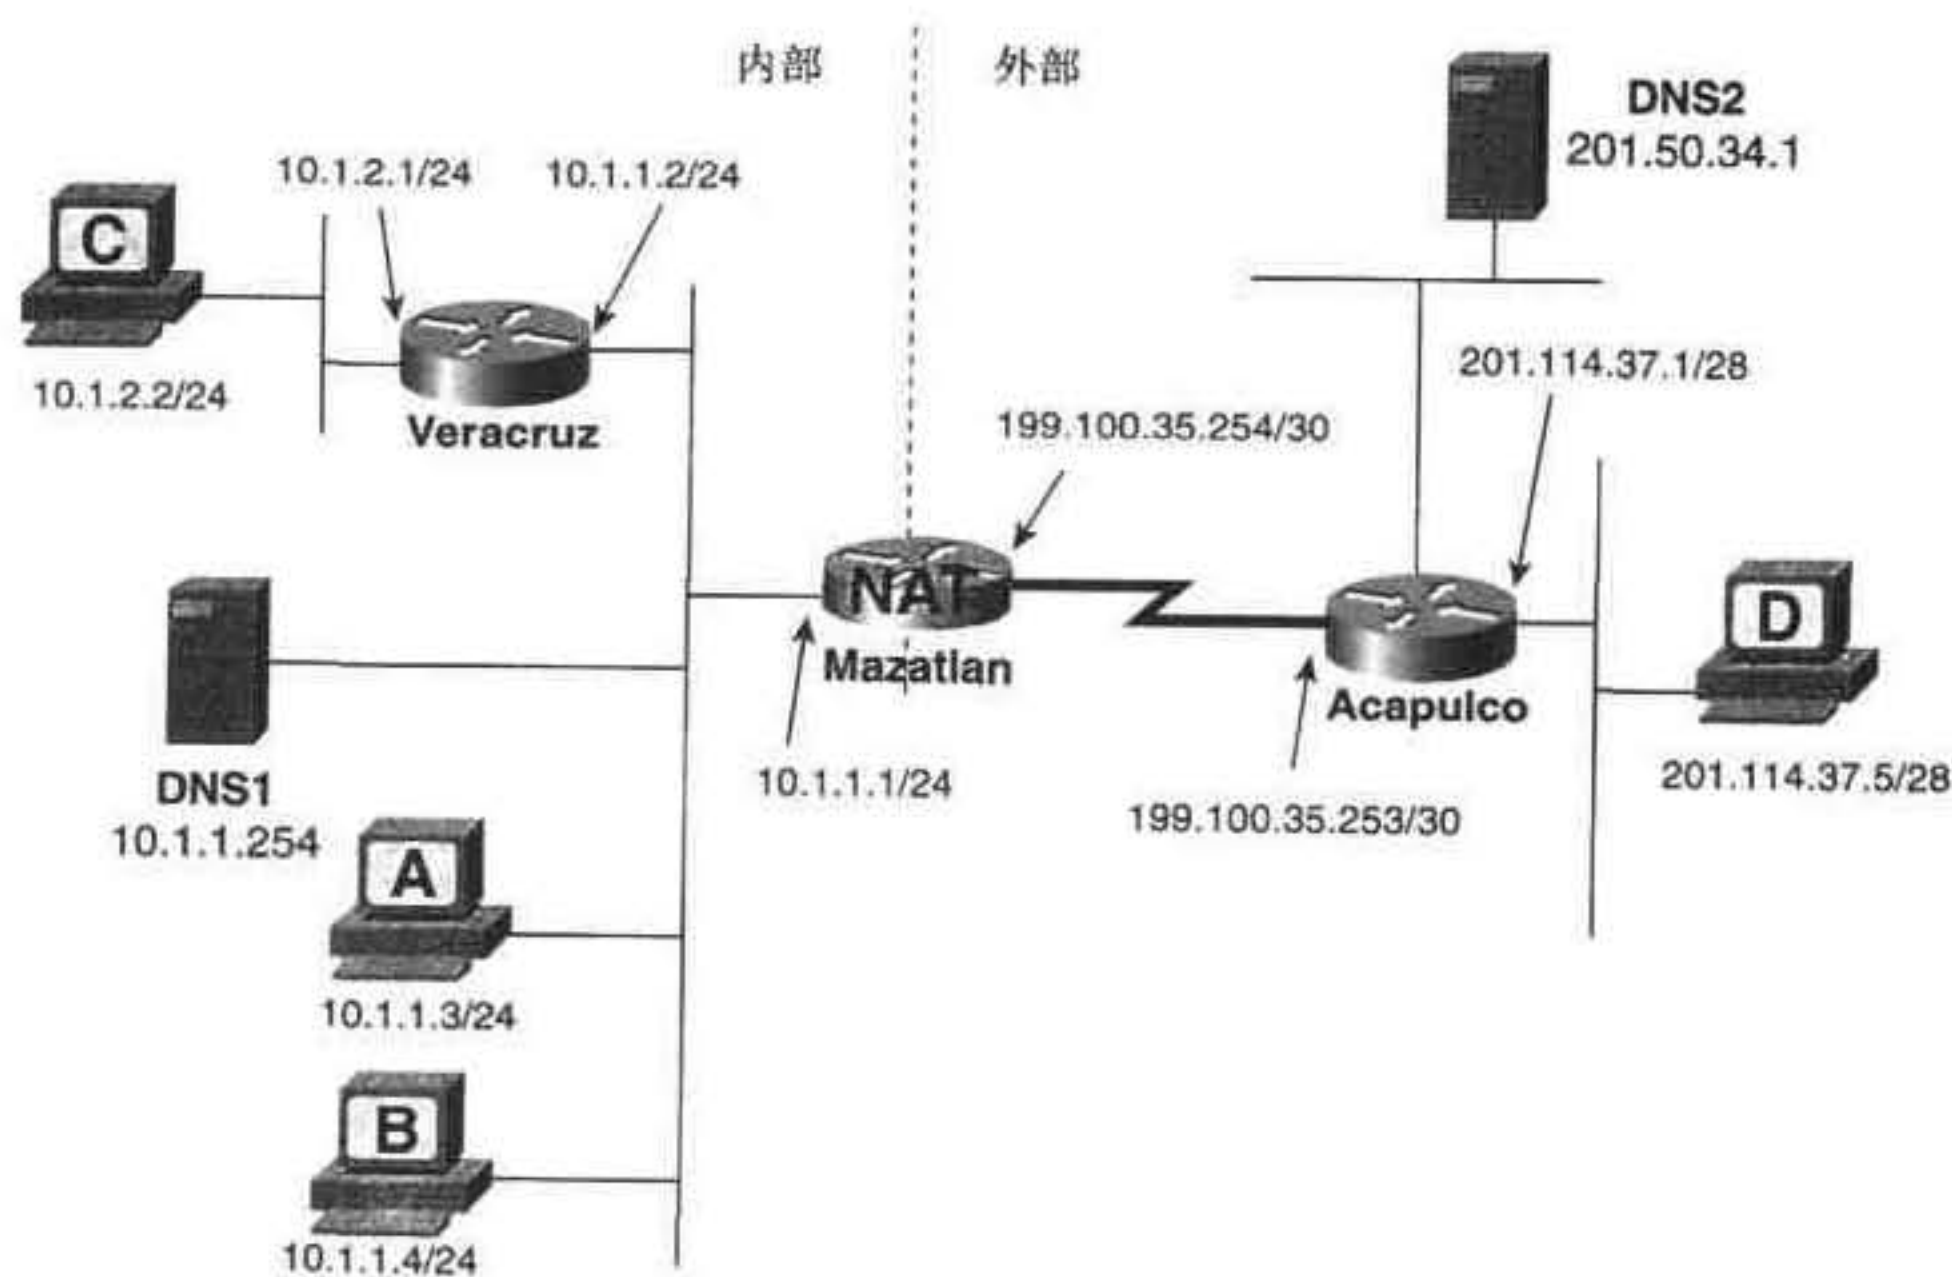 内部
外部
DNS2
201.50.34.1
10.1.2.1/24
10.1.1.2/24
C
10.1.2.2/24
Veracruz
201.114.37.1/28
199.100.35.254/30
NAT
Mazatlan
D
Acapulco
DNS1
10.1.1.254
10.1.1.1/24
199.100.35.253/30
201.114.37.5/28
A
10.1.1.3/24
B
10.1.1.4/24